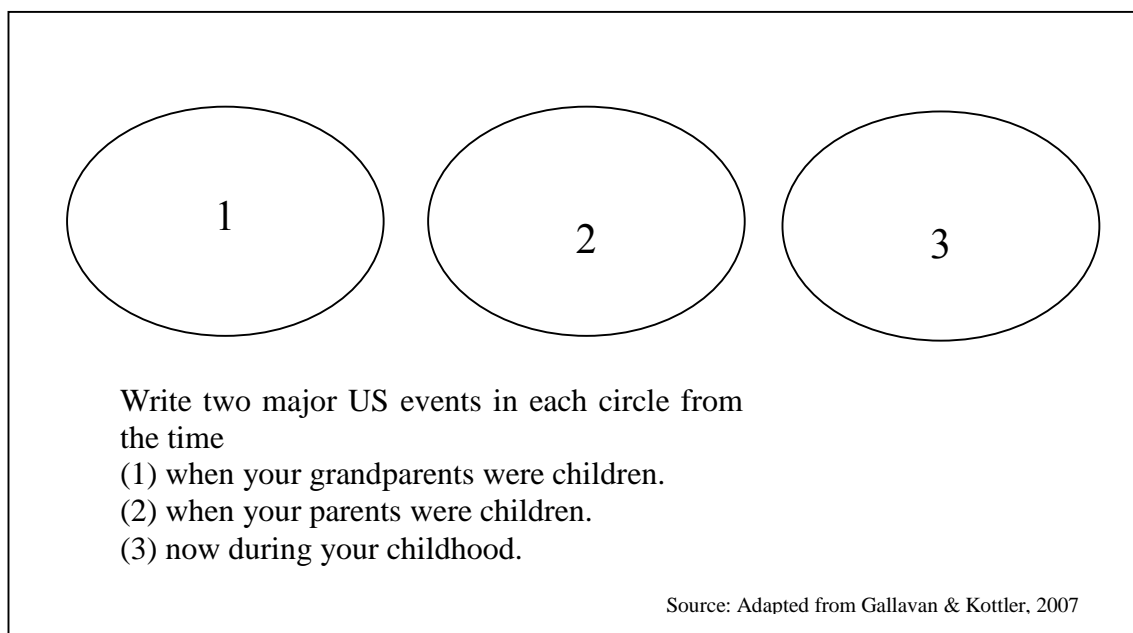 1
2
3
Write two major US events in each circle from
the time
(1) when your grandparents were children.
(2) when your parents were children.
(3) now during your childhood.
Source: Adapted from Gallavan & Kottler, 2007